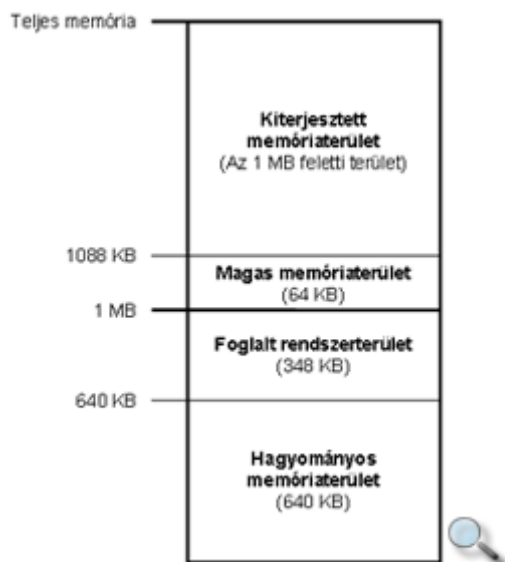 Teljes memória
Kiterjesztett
memóriaterület
(Az 1 MB feletti terület)
1088 KB
Magas memóriaterület
(64 KB)
1 MB
Foglalt rendszerterület
(348 KB)
640 KB
Hagyományos
memóriaterület
(640 KB)